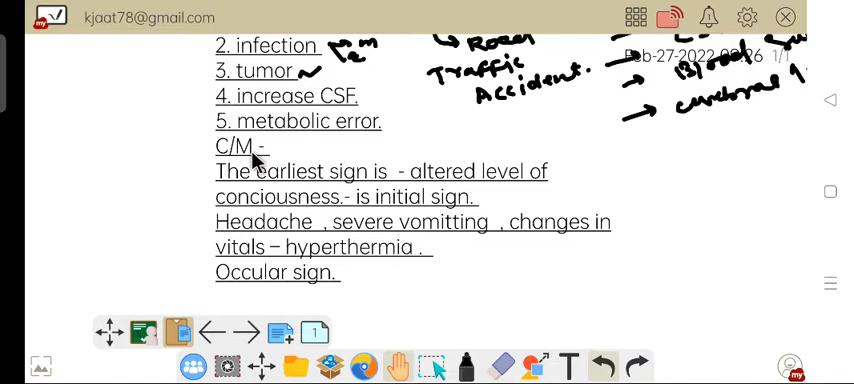 kjaat78@gmail.com
2. infection
Road
Feb-27-2022 09:26 1/1
3. tumor
Traffic
Blood
4. increase CSF.
Accident.
cerebral
5. metabolic error.
C/M -
The earliest sign is - altered level of
conciousness.- is initial sign.
Headache , severe vomitting , changes in
vitals – hyperthermia .
Occular sign.
1